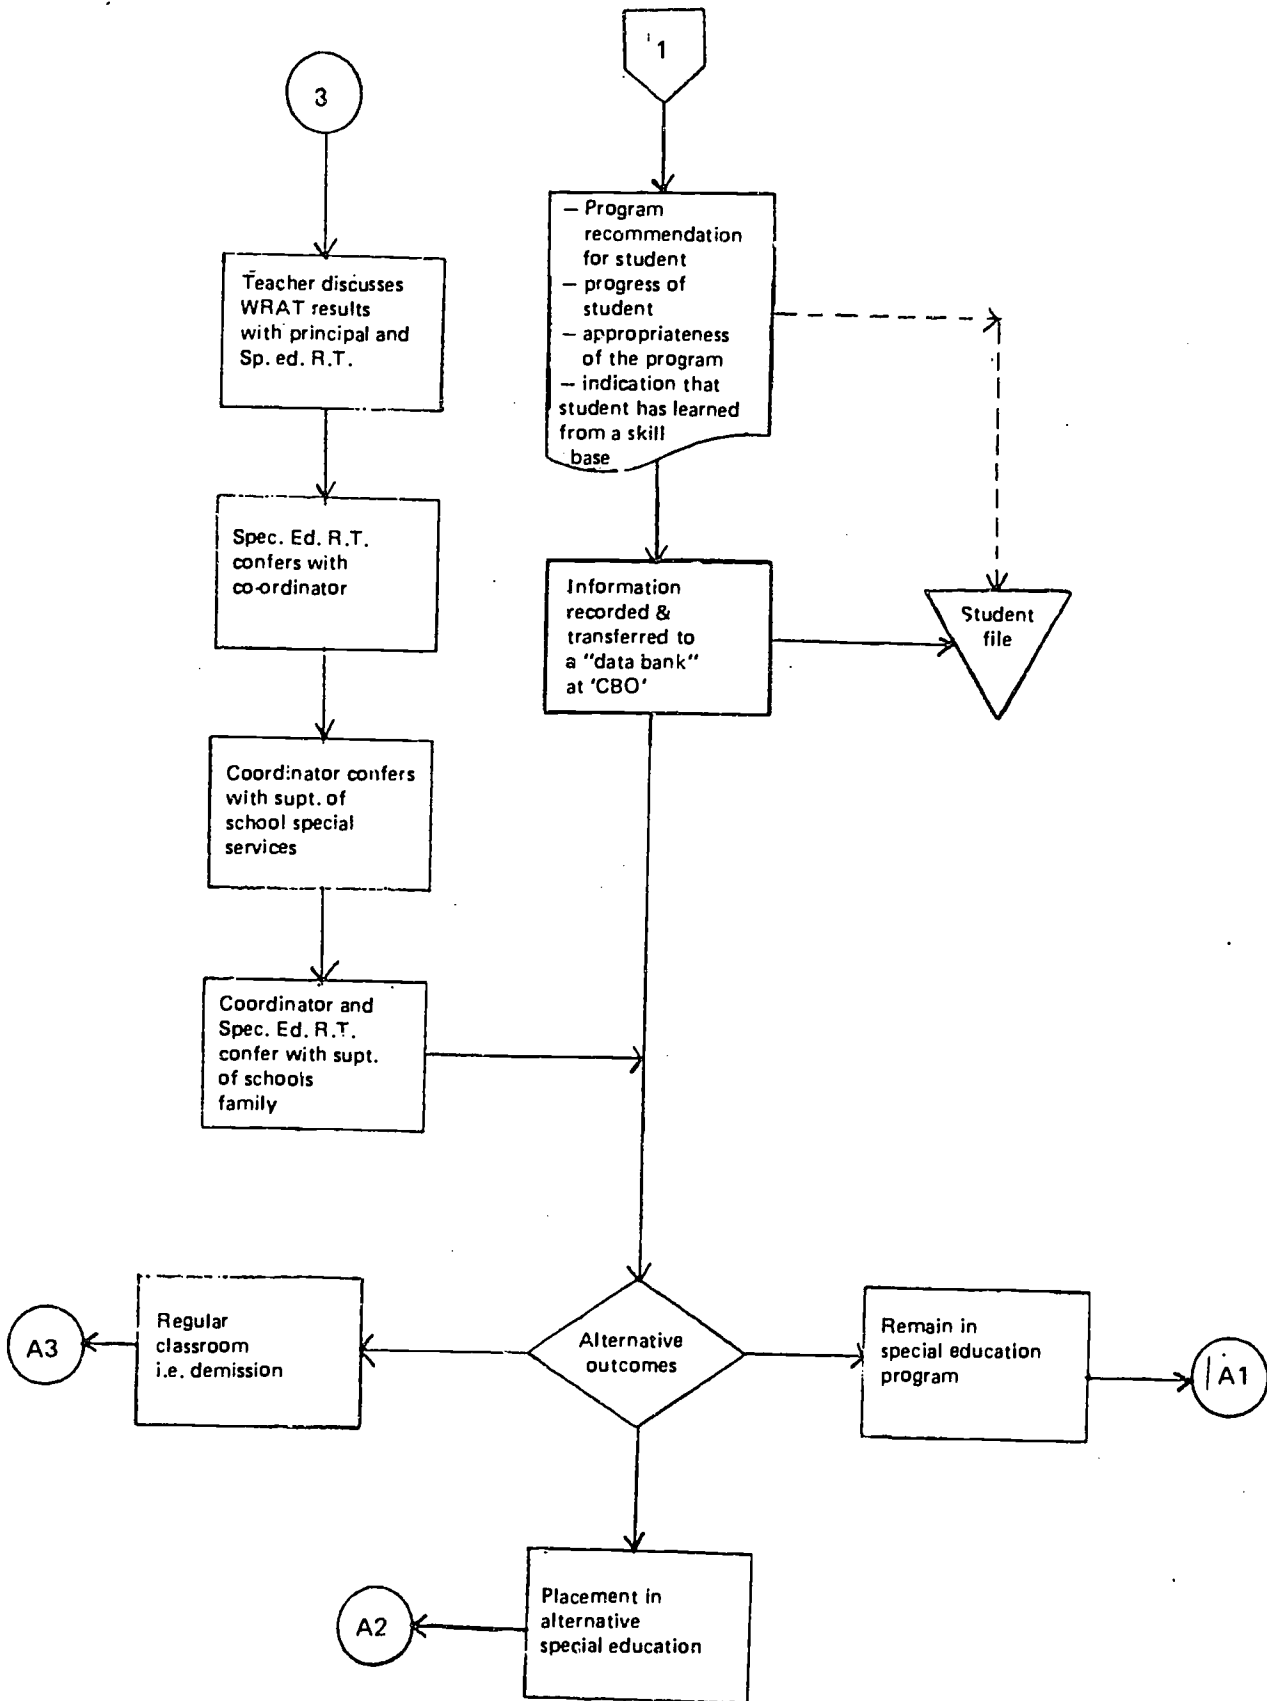 3
1
Teacher discusses
WRAT results
with principal and
Sp. ed. R.T.
Spec. Ed. R.T.
confers with
co-ordinator
Coordinator confers
with supt. of
school special
services
Coordinator and
Spec. Ed. R.T.
confer with supt.
of schools
family
— Program
recommendation
for student
— progress of
student
— appropriateness
of the program
— indication that
student has learned
from a skill
base
Information
recorded &
transferred to
a "data bank"
at 'CBO'
Student
file
Alternative
outcomes
Regular
classroom
i.e. demission
A3
Remain in
special education
program
A1
Placement in
alternative
special education
A2